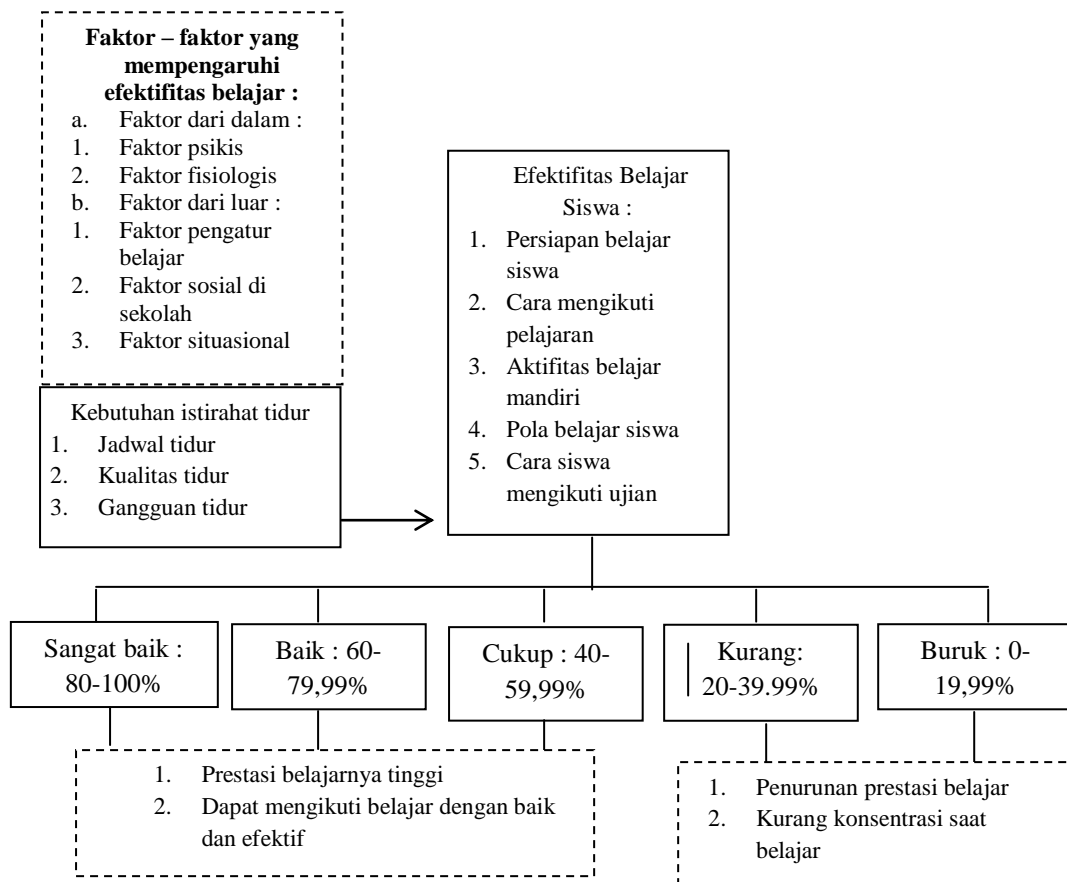 Faktor – faktor yang
mempengaruhi
efektifitas belajar :
a. Faktor dari dalam :
1. Faktor psikis
2. Faktor fisiologis
b. Faktor dari luar :
1. Faktor pengatur
belajar
2. Faktor sosial di
sekolah
3. Faktor situasional
Kebutuhan istirahat tidur
1. Jadwal tidur
2. Kualitas tidur
3. Gangguan tidur
Efektifitas Belajar
Siswa :
1. Persiapan belajar
siswa
2. Cara mengikuti
pelajaran
3. Aktifitas belajar
mandiri
4. Pola belajar siswa
5. Cara siswa
mengikuti ujian
Sangat baik :
80-100%
Baik : 60-
79,99%
Cukup : 40-
59,99%
Kurang:
20-39.99%
Buruk : 0-
19,99%
1. Prestasi belajarnya tinggi
2. Dapat mengikuti belajar dengan baik
dan efektif
1. Penurunan prestasi belajar
2. Kurang konsentrasi saat
belajar